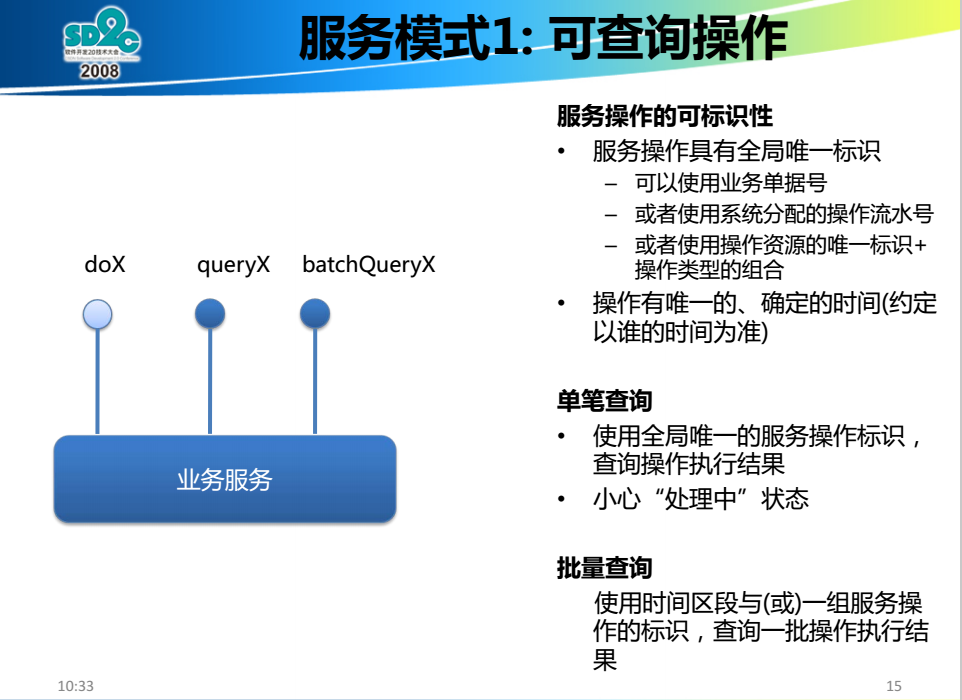 SD2C
软件开发2.0技术大会
2008
服务模式1: 可查询操作
服务操作的可标识性
• 服务操作具有全局唯一标识
– 可以使用业务单据号
– 或者使用系统分配的操作流水号
– 或者使用操作资源的唯一标识+
操作类型的组合
• 操作有唯一的、确定的时间(约定
以谁的时间为准)
doX
queryX
batchQueryX
业务服务
单笔查询
• 使用全局唯一的服务操作标识，
查询操作执行结果
• 小心“处理中”状态
批量查询
使用时间区段与(或)一组服务操
作的标识，查询一批操作执行结
果
10:33
15